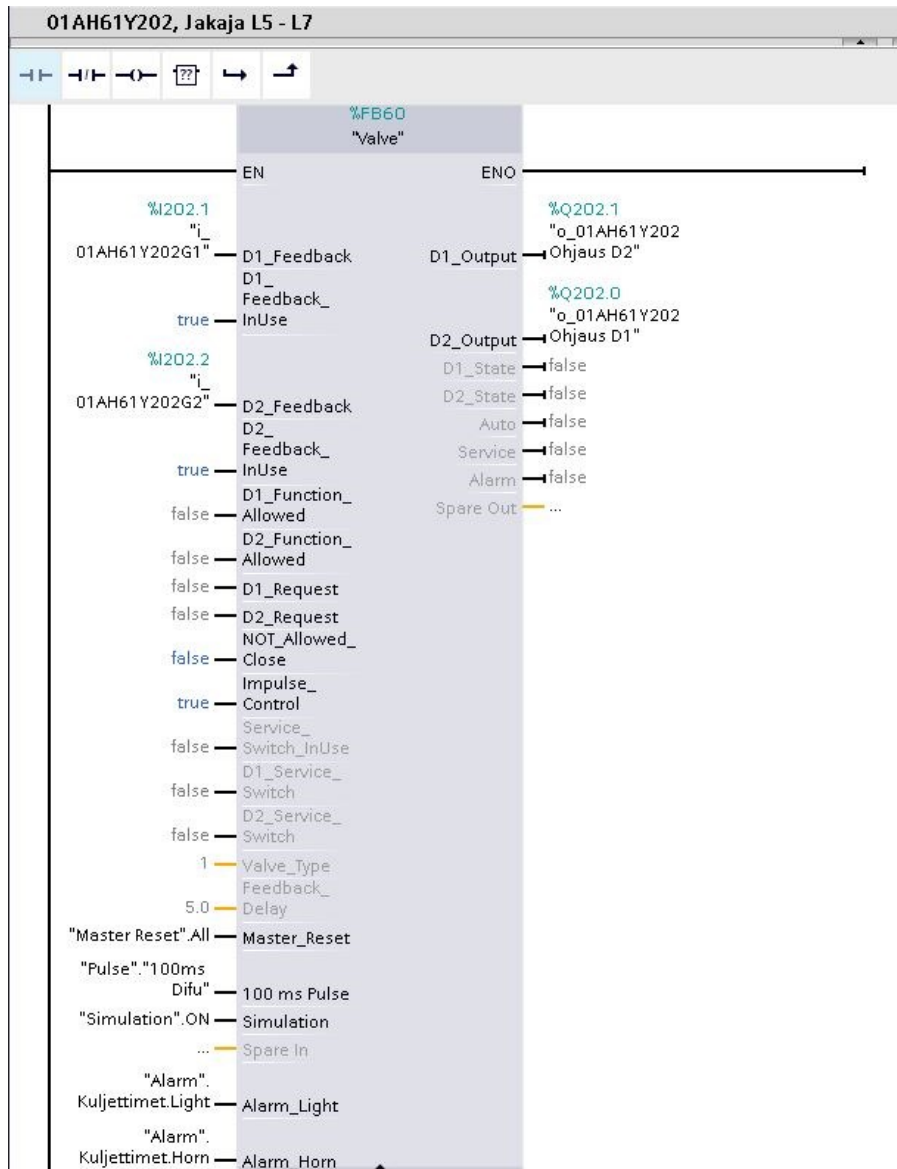 01AH61Y202, Jakaja L5 - L7
??
%FB60
"Valve"
EN
ENO
%I202.1
"i_
01AH61Y202G1"
D1_Feedback
D1_
Feedback_
InUse
true
%I202.2
"i_
01AH61Y202G2"
D2_Feedback
D2_
Feedback_
InUse
true
D1_Function_
Allowed
false
D2_Function_
Allowed
false
false
D1_Request
false
D2_Request
NOT_Allowed_
Close
false
Impulse_
Control
true
Service_
Switch_InUse
false
D1_Service_
Switch
false
D2_Service_
Switch
false
1
Valve_Type
Feedback_
Delay
5.0
"Master Reset".All
Master_Reset
"Pulse"."100ms
Difu"
100 ms Pulse
"Simulation".ON
Simulation
...
Spare In
"Alarm".
Kuljettimet.Light
Alarm_Light
"Alarm".
Kuljettimet.Horn
Alarm_Horn
%Q202.1
"o_01AH61Y202
Ohjaus D2"
D1_Output
%Q202.0
"o_01AH61Y202
Ohjaus D1"
D2_Output
D1_State
false
D2_State
false
Auto
false
Service
false
Alarm
false
Spare Out
...